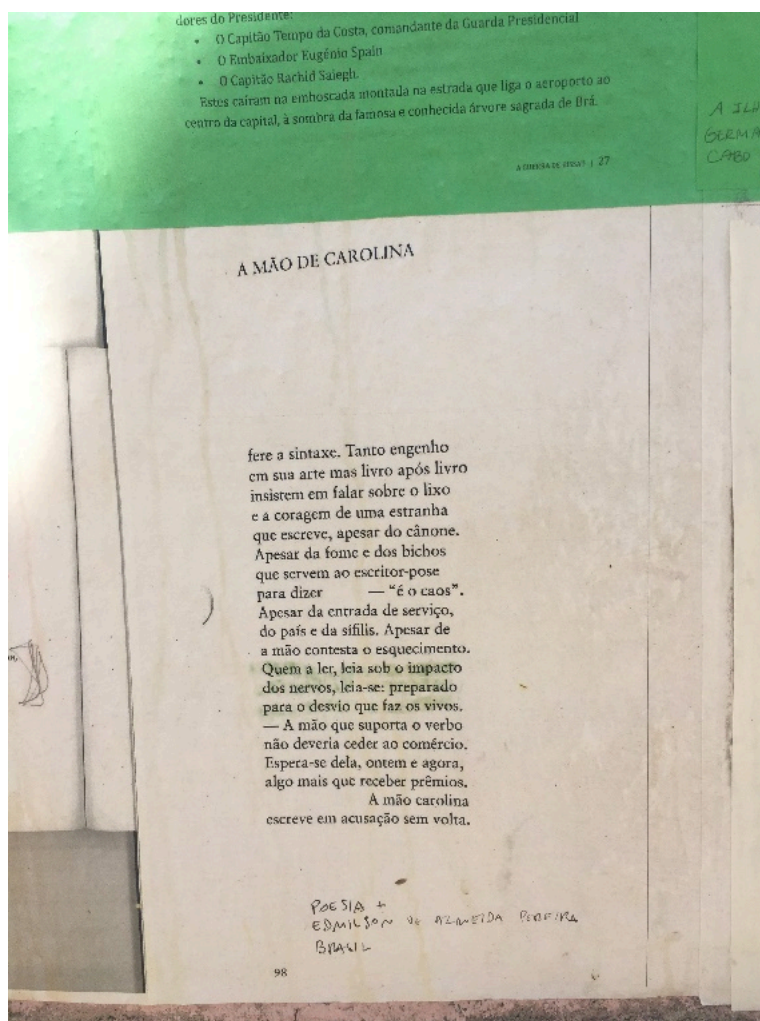 dores do Presidente:
• O Capitão Tempo da Costa, comandante da Guarda Presidencial
• O Embaixador Eugénio Spain
• O Capitão Rachid Saiegh.
Estes caíram na emboscada montada na estrada que liga o aeroporto ao
centro da capital, à sombra da famosa e conhecida árvore sagrada de Brá.
| 27
A ILH
GERMA
CABO
A MÃO DE CAROLINA
fere a sintaxe. Tanto engenho
em sua arte mas livro após livro
insistem em falar sobre o lixo
e a coragem de uma estranha
que escreve, apesar do cânone.
Apesar da fome e dos bichos
que servem ao escritor-pose
para dizer — “é o caos”.
Apesar da entrada de serviço,
do país e da sífilis. Apesar de
a mão contesta o esquecimento.
Quem a ler, leia sob o impacto
dos nervos, leia-se: preparado
para o desvio que faz os vivos.
— A mão que suporta o verbo
não deveria ceder ao comércio.
Espera-se dela, ontem e agora,
algo mais que receber prêmios.
A mão carolina
escreve em acusação sem volta.
POESIA +
EDMILSON DE ALMEIDA PEREIRA
BRASIL
98